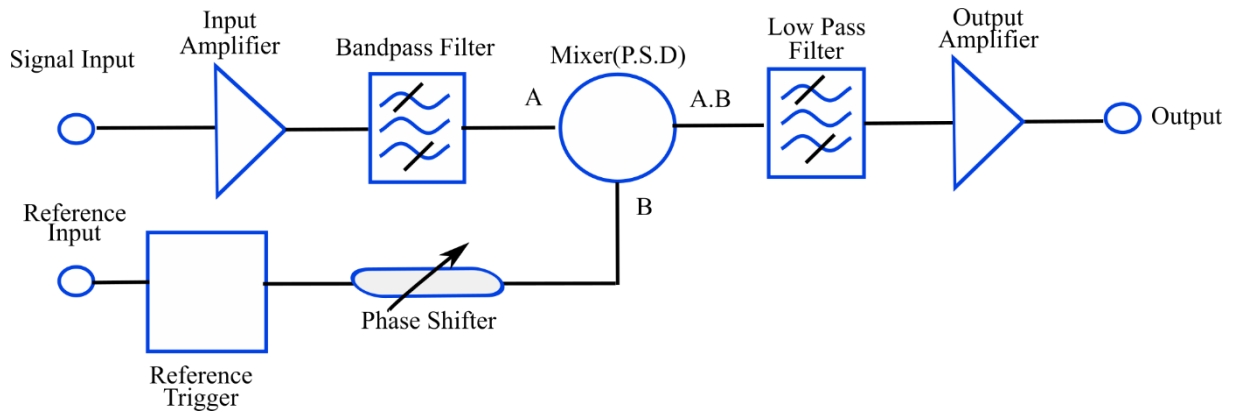 Input
Amplifier
Signal Input
Bandpass Filter
Mixer(P.S.D)
Low Pass
Filter
Output
Amplifier
A
A.B
Output
B
Reference
Input
Phase Shifter
Reference
Trigger